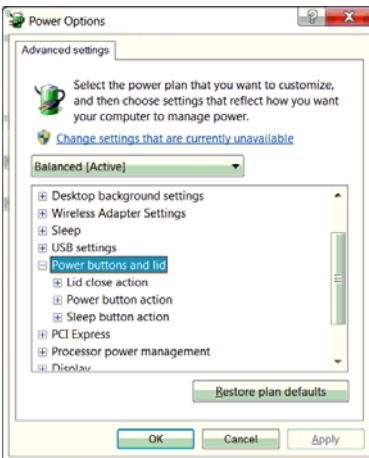 Power Options
Advanced settings
Select the power plan that you want to customize,
and then choose settings that reflect how you want
your computer to manage power.
Change settings that are currently unavailable
Balanced [Active]
Desktop background settings
Wireless Adapter Settings
Sleep
USB settings
Power buttons and lid
Lid close action
Power button action
Sleep button action
PCI Express
Processor power management
Display
Restore plan defaults
OK
Cancel
Apply